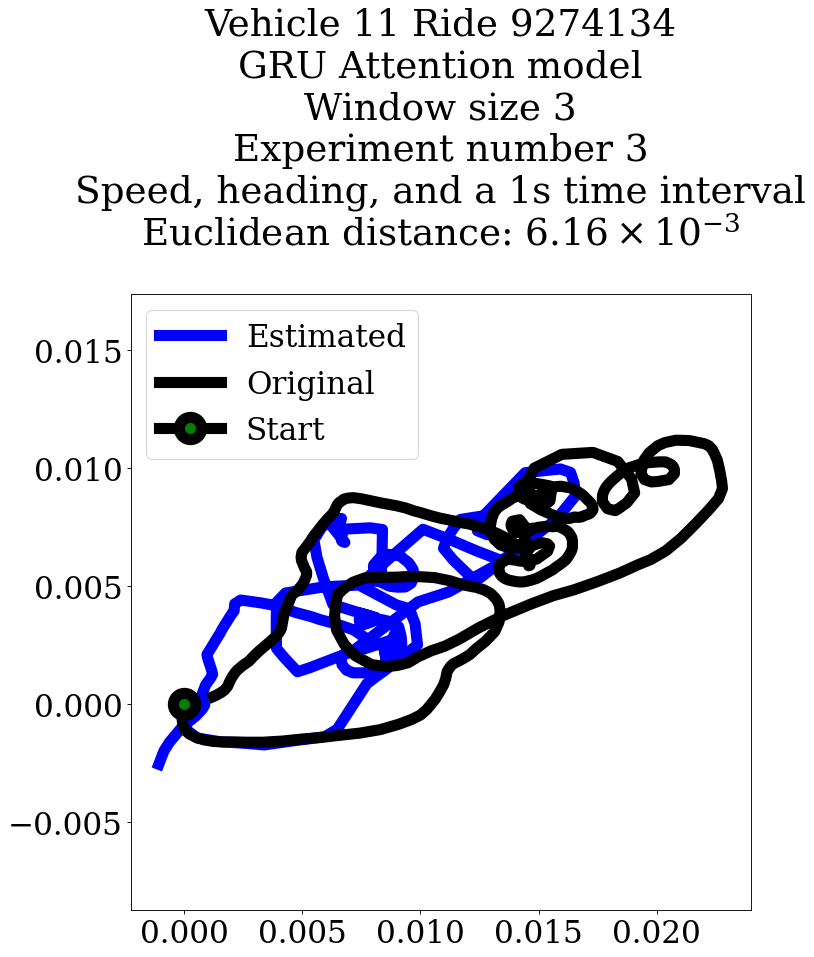 Vehicle 11 Ride 9274134
GRU Attention model
Window size 3
Experiment number 3
Speed, heading, and a 1s time interval
Euclidean distance: 6.16 × 10⁻³
Estimated
Original
Start
0.015
0.010
0.005
0.000
−0.005
0.000 0.005 0.010 0.015 0.020